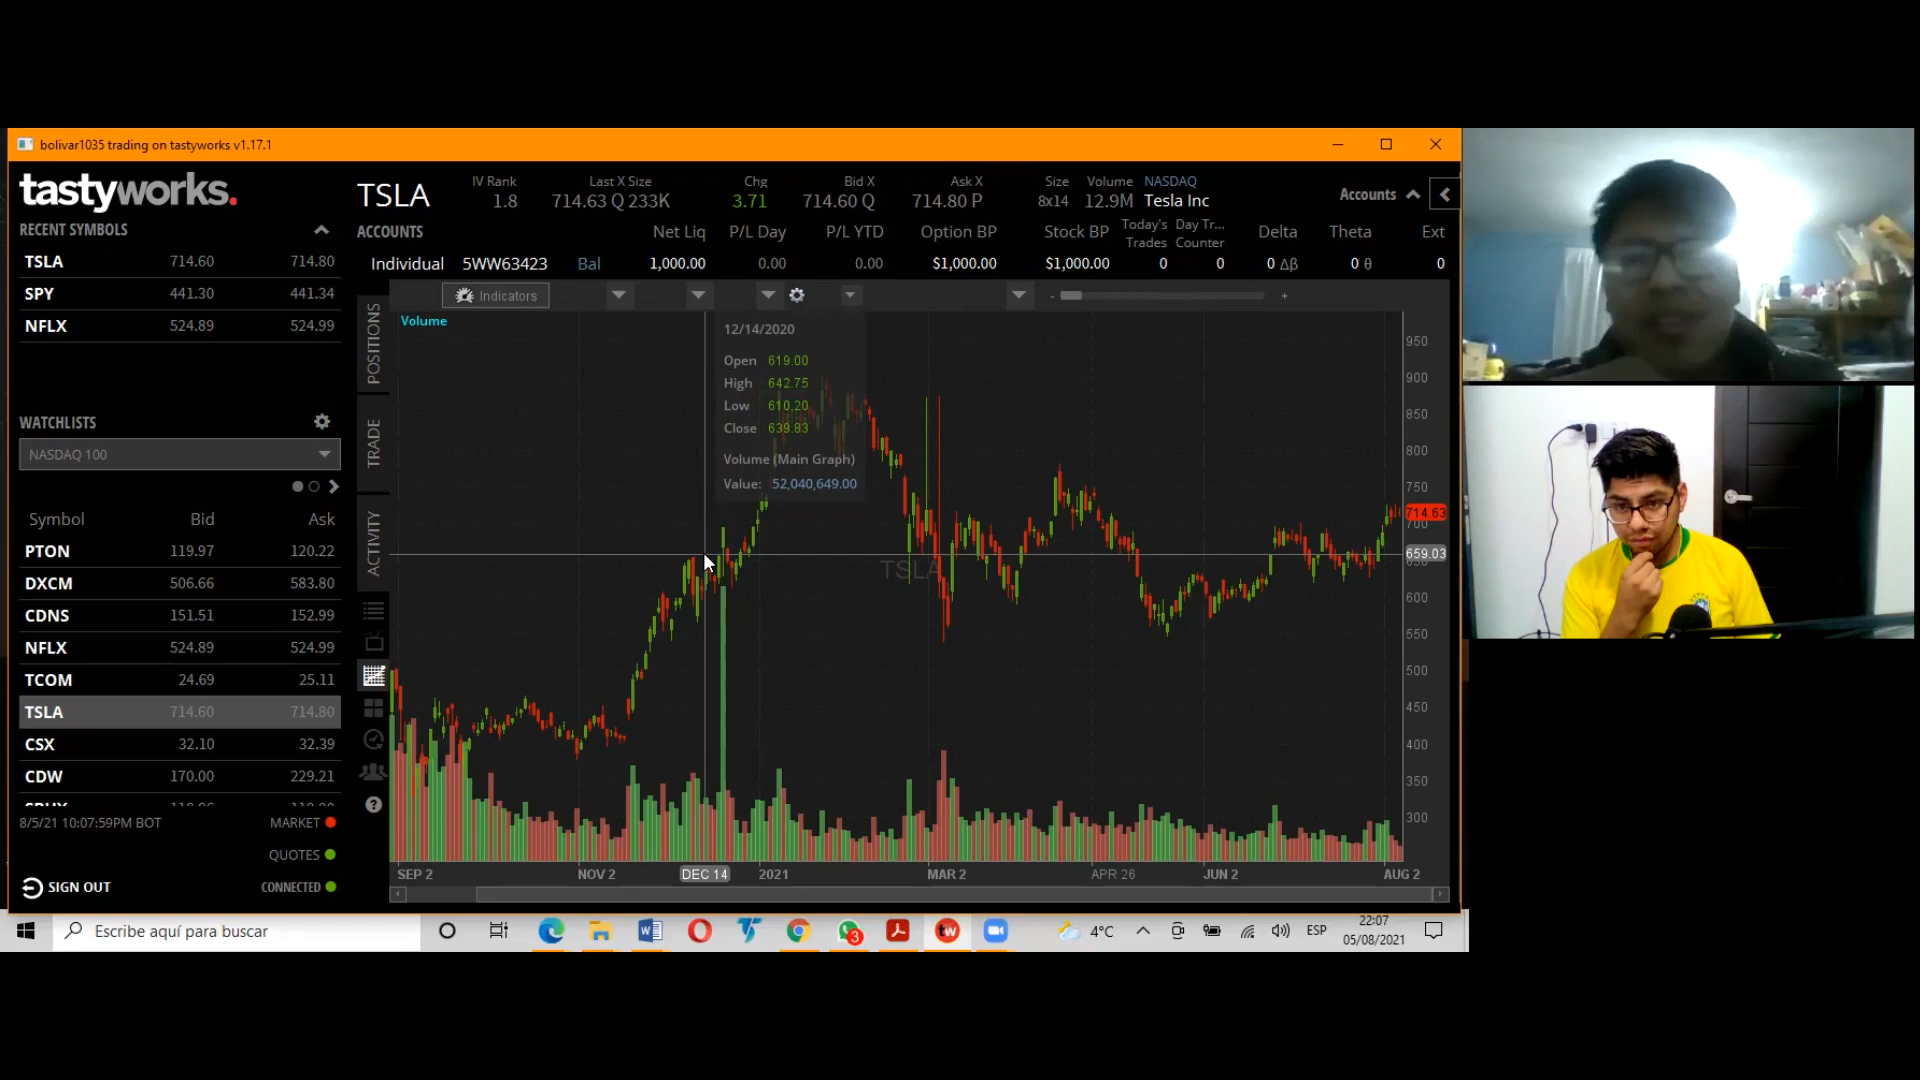 bolivar1035 trading on tastyworks v1.17.1
tastyworks.
TSLA
IV Rank Last X Size Chg Bid X Ask X Size Volume NASDAQ
1.8 714.63 Q 233K 3.71 714.60 Q 714.80 P 8x14 12.9M Tesla Inc
Accounts
RECENT SYMBOLS
TSLA 714.60 714.80
SPY 441.30 441.34
NFLX 524.89 524.99
ACCOUNTS Net Liq P/L Day P/L YTD Option BP Stock BP Today's Trades Day Tr... Counter Delta Theta Ext
Individual 5WW63423 Bal 1,000.00 0.00 0.00 $1,000.00 $1,000.00 0 0 0 Δβ 0 θ 0
WATCHLISTS
NASDAQ 100
Symbol Bid Ask
PTON 119.97 120.22
DXCM 506.66 583.80
CDNS 151.51 152.99
NFLX 524.89 524.99
TCOM 24.69 25.11
TSLA 714.60 714.80
CSX 32.10 32.39
CDW 170.00 229.21
8/5/21 10:07:59PM BOT MARKET
QUOTES
SIGN OUT CONNECTED
POSITIONS
TRADE
ACTIVITY
?
Indicators
- +
Volume
12/14/2020
Open 619.00
High 642.75
Low 610.20
Close 639.83
Volume (Main Graph)
Value: 52,040,649.00
TSLA
950
900
850
800
750
714.63
700
659.03
650
600
550
500
450
400
350
300
SEP 2 NOV 2 DEC 14 2021 MAR 2 APR 26 JUN 2 AUG 2
Escribe aquí para buscar
3
tw
4°C
ESP
22:07
05/08/2021